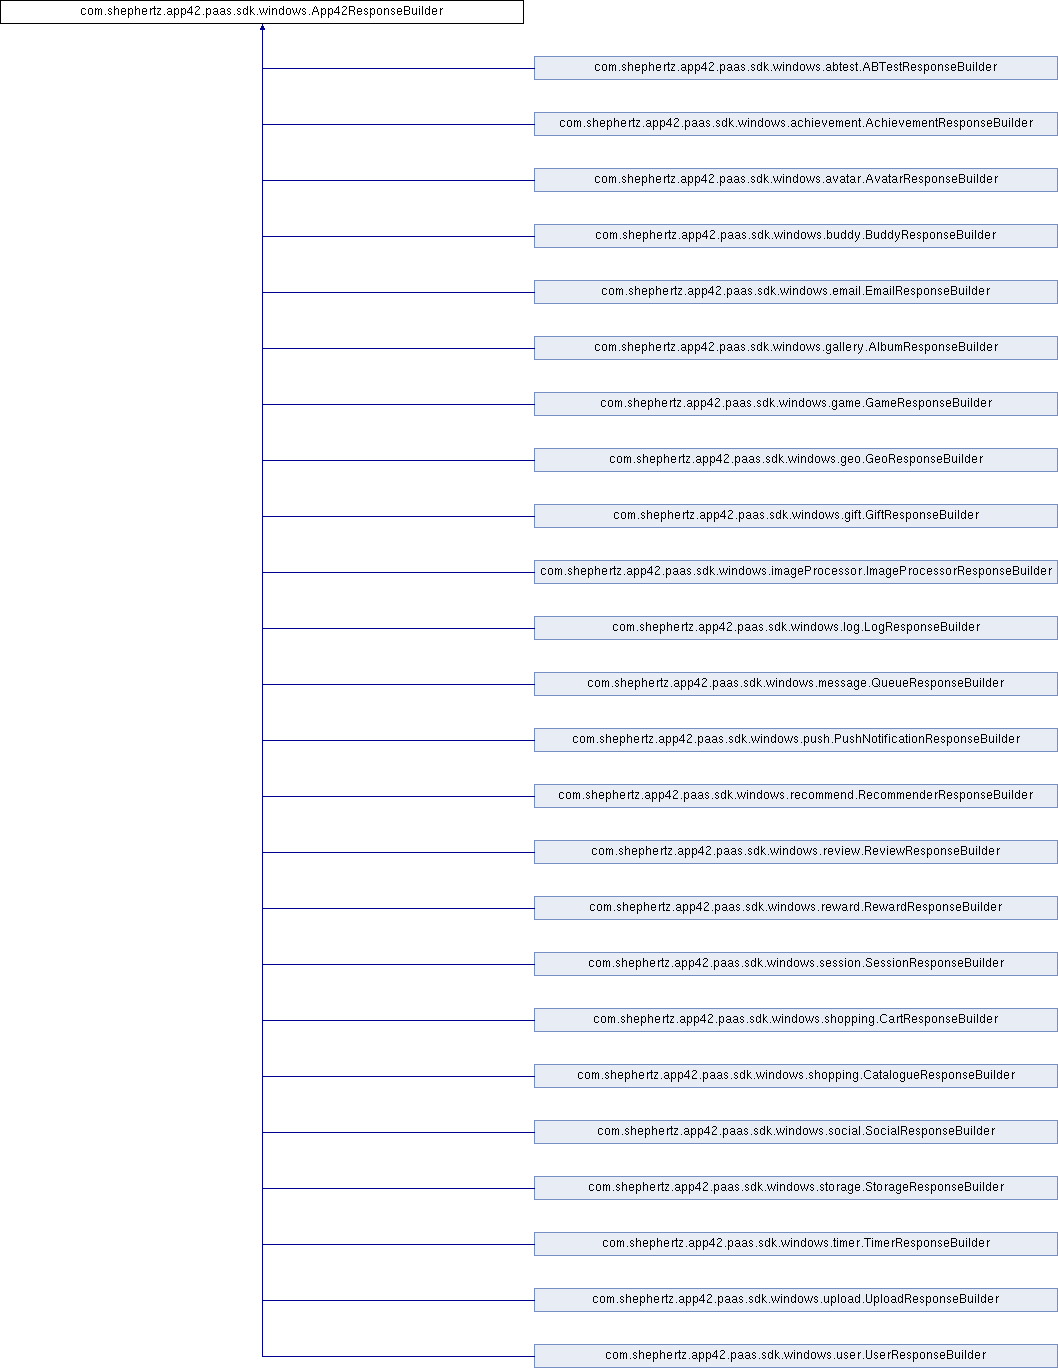 com.shephertz.app42.paas.sdk.windows.App42ResponseBuilder
com.shephertz.app42.paas.sdk.windows.abtest.ABTestResponseBuilder
com.shephertz.app42.paas.sdk.windows.achievement.AchievementResponseBuilder
com.shephertz.app42.paas.sdk.windows.avatar.AvatarResponseBuilder
com.shephertz.app42.paas.sdk.windows.buddy.BuddyResponseBuilder
com.shephertz.app42.paas.sdk.windows.email.EmailResponseBuilder
com.shephertz.app42.paas.sdk.windows.gallery.AlbumResponseBuilder
com.shephertz.app42.paas.sdk.windows.game.GameResponseBuilder
com.shephertz.app42.paas.sdk.windows.geo.GeoResponseBuilder
com.shephertz.app42.paas.sdk.windows.gift.GiftResponseBuilder
com.shephertz.app42.paas.sdk.windows.imageProcessor.ImageProcessorResponseBuilder
com.shephertz.app42.paas.sdk.windows.log.LogResponseBuilder
com.shephertz.app42.paas.sdk.windows.message.QueueResponseBuilder
com.shephertz.app42.paas.sdk.windows.push.PushNotificationResponseBuilder
com.shephertz.app42.paas.sdk.windows.recommend.RecommenderResponseBuilder
com.shephertz.app42.paas.sdk.windows.review.ReviewResponseBuilder
com.shephertz.app42.paas.sdk.windows.reward.RewardResponseBuilder
com.shephertz.app42.paas.sdk.windows.session.SessionResponseBuilder
com.shephertz.app42.paas.sdk.windows.shopping.CartResponseBuilder
com.shephertz.app42.paas.sdk.windows.shopping.CatalogueResponseBuilder
com.shephertz.app42.paas.sdk.windows.social.SocialResponseBuilder
com.shephertz.app42.paas.sdk.windows.storage.StorageResponseBuilder
com.shephertz.app42.paas.sdk.windows.timer.TimerResponseBuilder
com.shephertz.app42.paas.sdk.windows.upload.UploadResponseBuilder
com.shephertz.app42.paas.sdk.windows.user.UserResponseBuilder